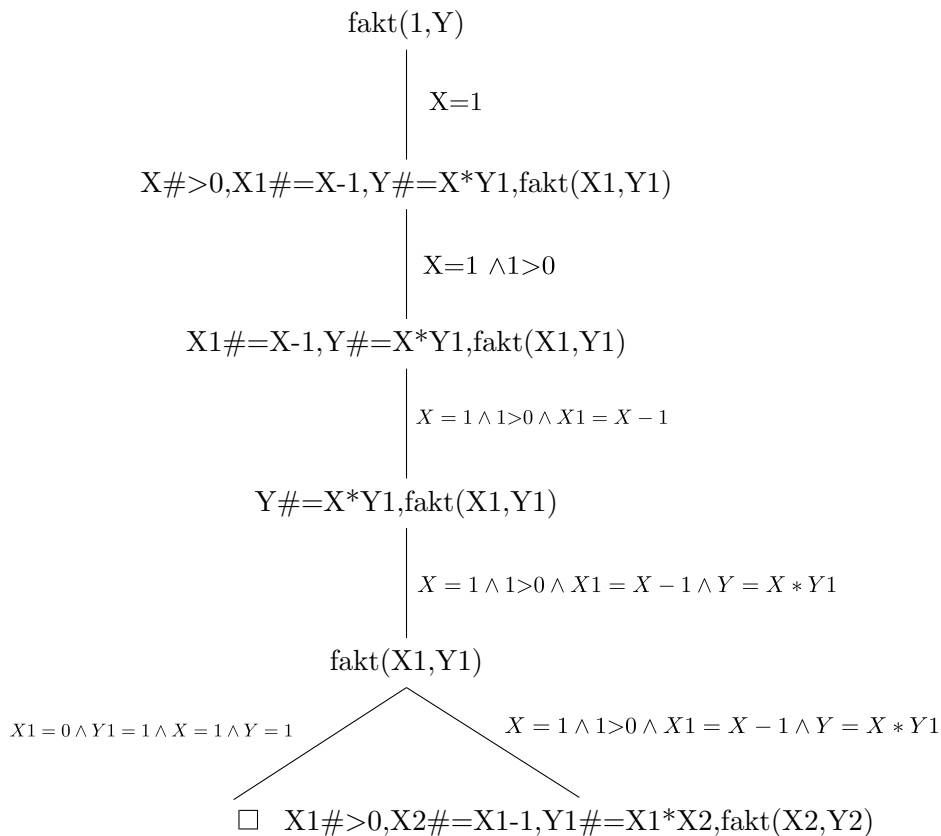 fakt(1,Y)
X=1
X#>0,X1#=X-1,Y#=X*Y1,fakt(X1,Y1)
X=1 ∧1>0
X1#=X-1,Y#=X*Y1,fakt(X1,Y1)
X = 1 ∧ 1>0 ∧ X1 = X − 1
Y#=X*Y1,fakt(X1,Y1)
X = 1 ∧ 1>0 ∧ X1 = X − 1 ∧ Y = X ∗ Y1
fakt(X1,Y1)
X1 = 0 ∧ Y1 = 1 ∧ X = 1 ∧ Y = 1
X = 1 ∧ 1>0 ∧ X1 = X − 1 ∧ Y = X ∗ Y1
□ X1#>0,X2#=X1-1,Y1#=X1*X2,fakt(X2,Y2)